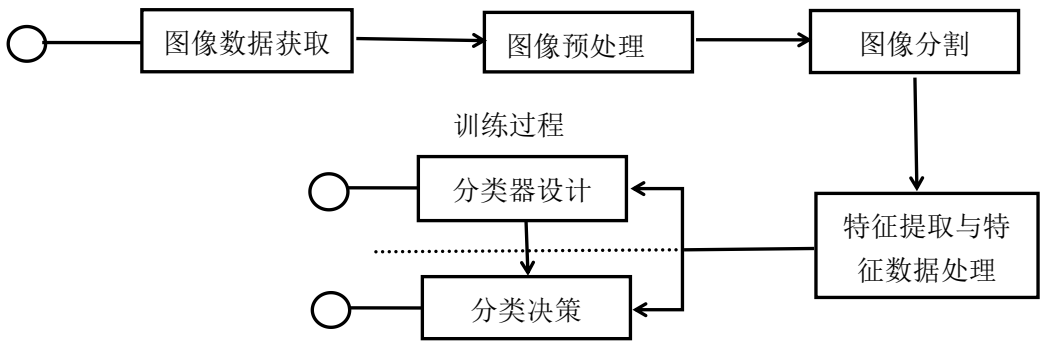 图像数据获取
图像预处理
图像分割
训练过程
分类器设计
特征提取与特
征数据处理
分类决策